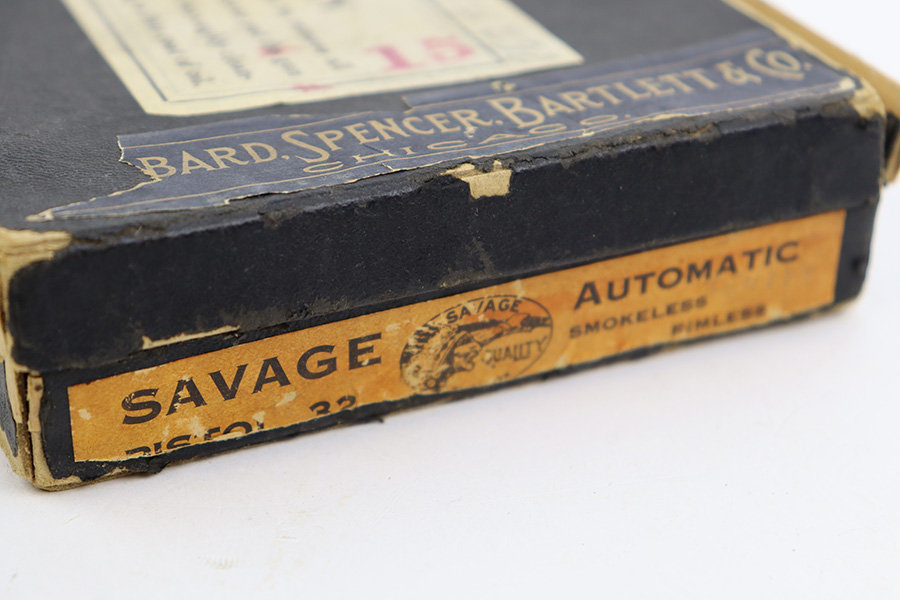 15
BARD, SPENCER, BARTLETT & CO.
CHICAGO
SAVAGE
PISTOL 32
SAVAGE
QUALITY
AUTOMATIC
SMOKELESS
RIMLESS